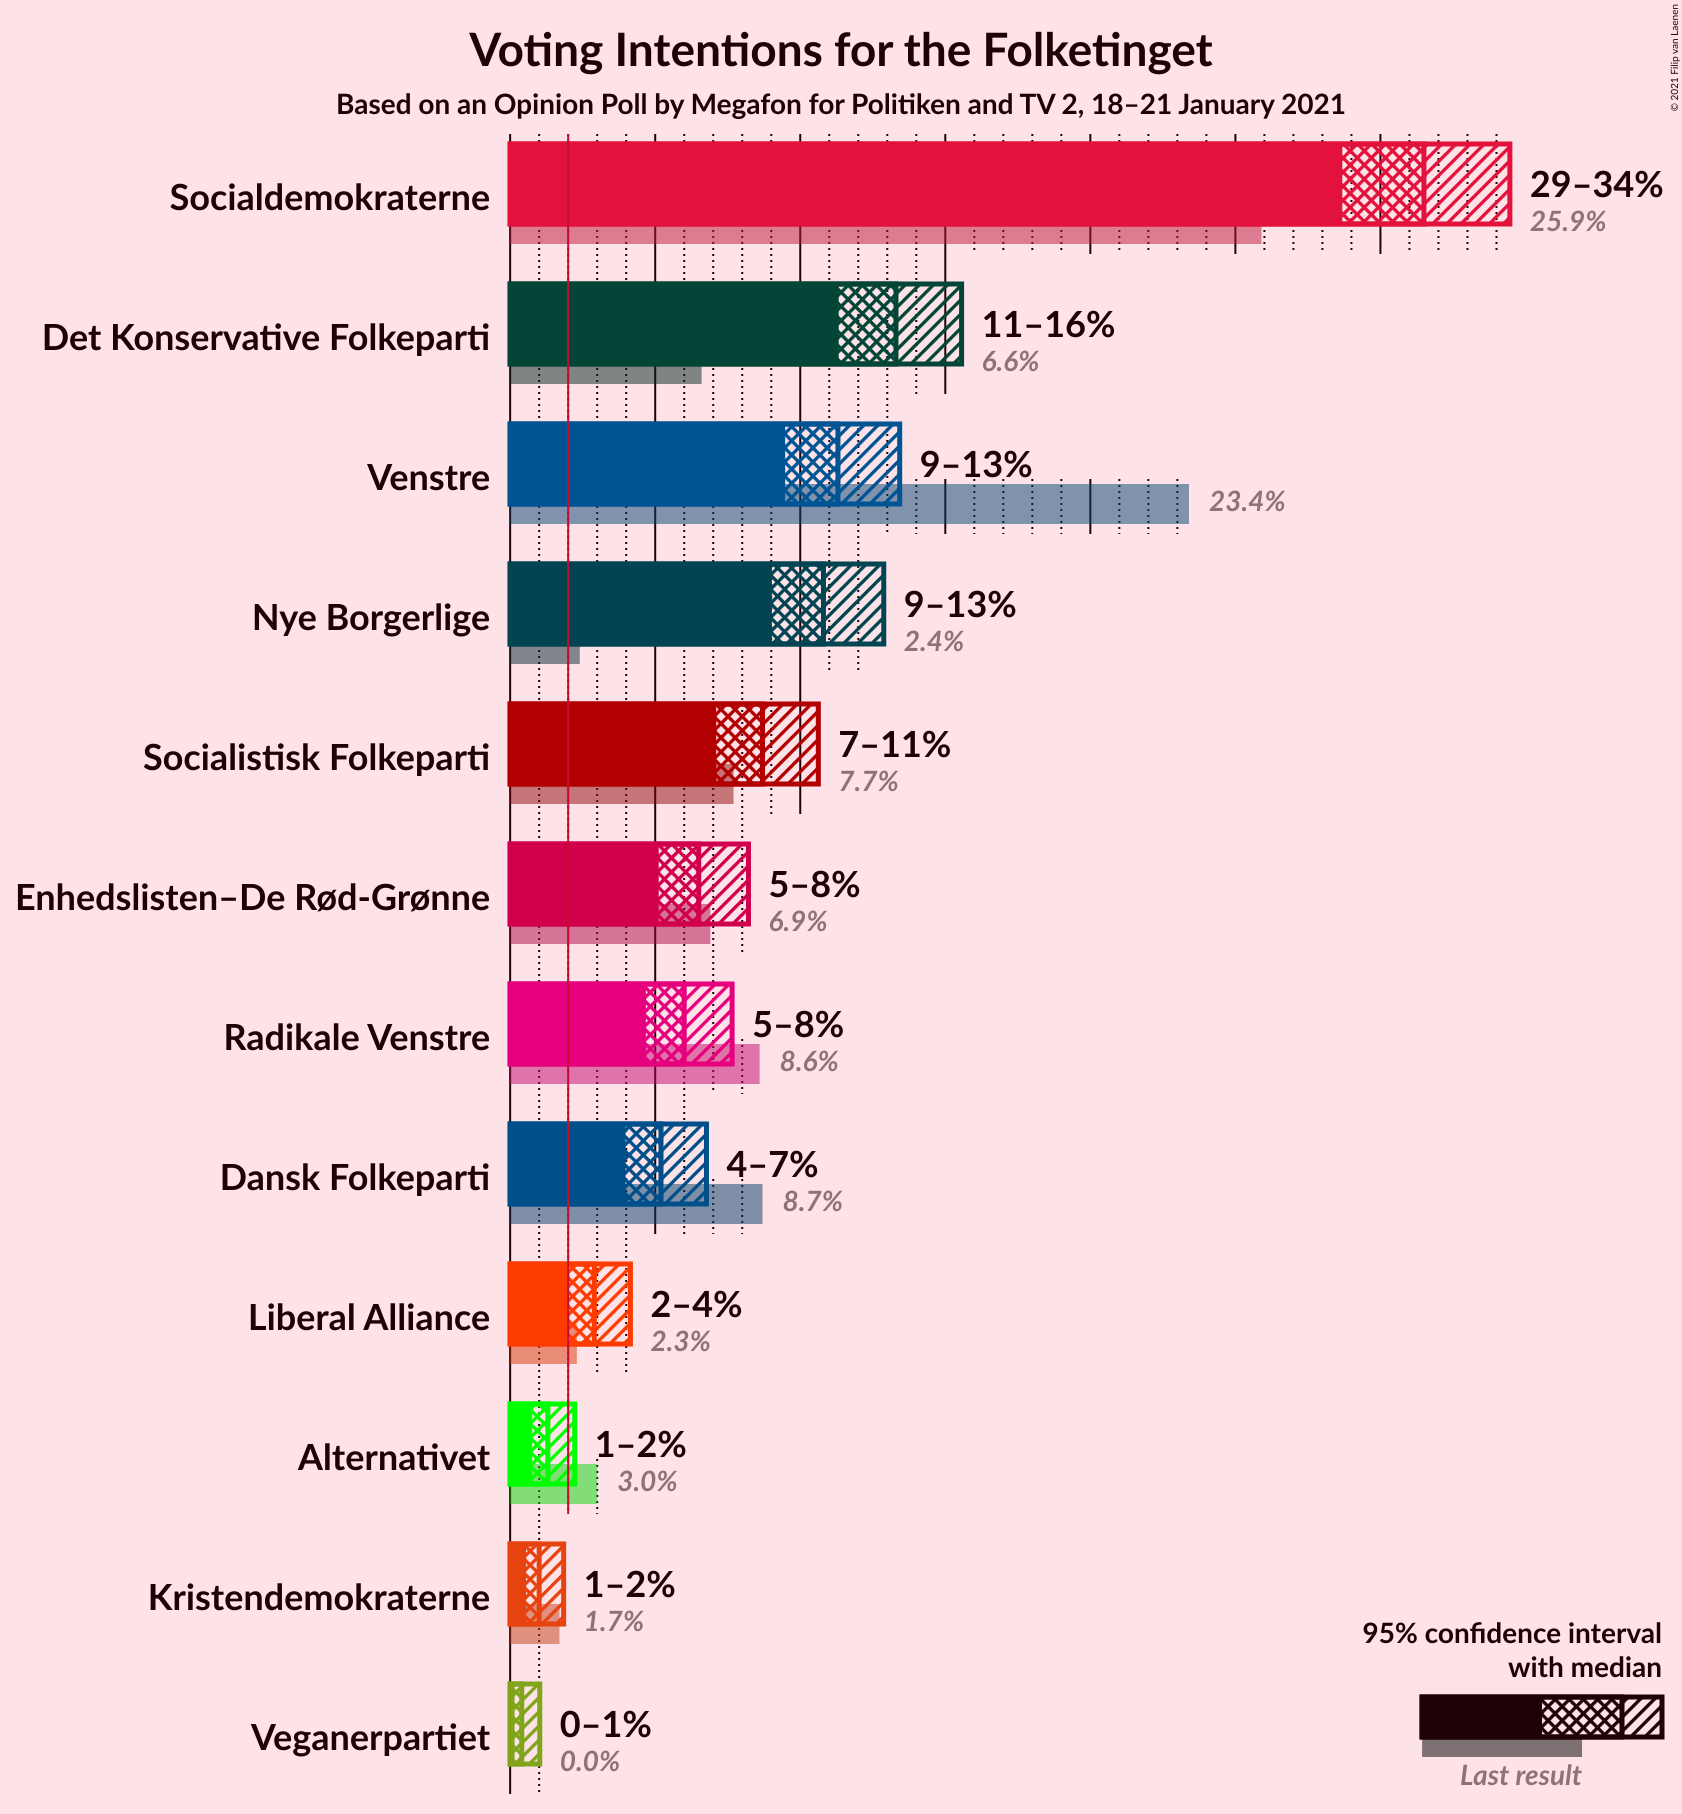 Voting Intentions for the Folketinget
Based on an Opinion Poll by Megafon for Politiken and TV 2, 18–21 January 2021
© 2021 Filip van Laenen
Socialdemokraterne
29–34%
25.9%
Det Konservative Folkeparti
11–16%
6.6%
Venstre
9–13%
23.4%
Nye Borgerlige
9–13%
2.4%
Socialistisk Folkeparti
7–11%
7.7%
Enhedslisten–De Rød-Grønne
5–8%
6.9%
Radikale Venstre
5–8%
8.6%
Dansk Folkeparti
4–7%
8.7%
Liberal Alliance
2–4%
2.3%
Alternativet
1–2%
3.0%
Kristendemokraterne
1–2%
1.7%
Veganerpartiet
0–1%
0.0%
95% confidence interval
with median
Last result